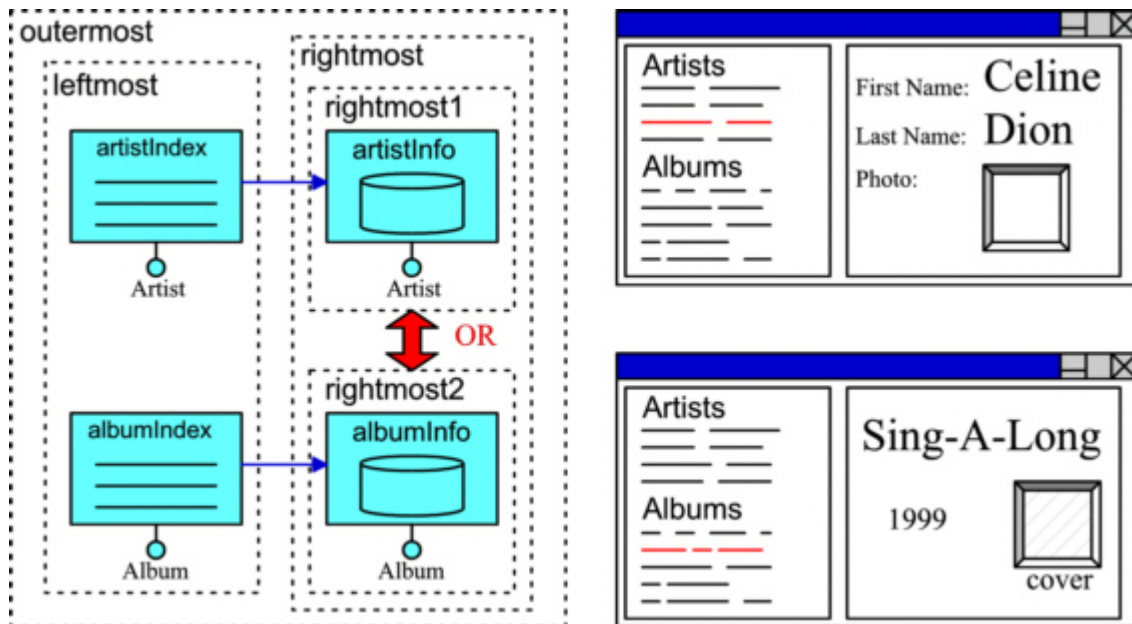 outermost
leftmost
rightmost
rightmost1
artistIndex
artistInfo
Artist
Artist
OR
rightmost2
albumIndex
albumInfo
Album
Album
Artists
Albums
First Name: Celine
Last Name: Dion
Photo:
Artists
Albums
Sing-A-Long
1999
cover